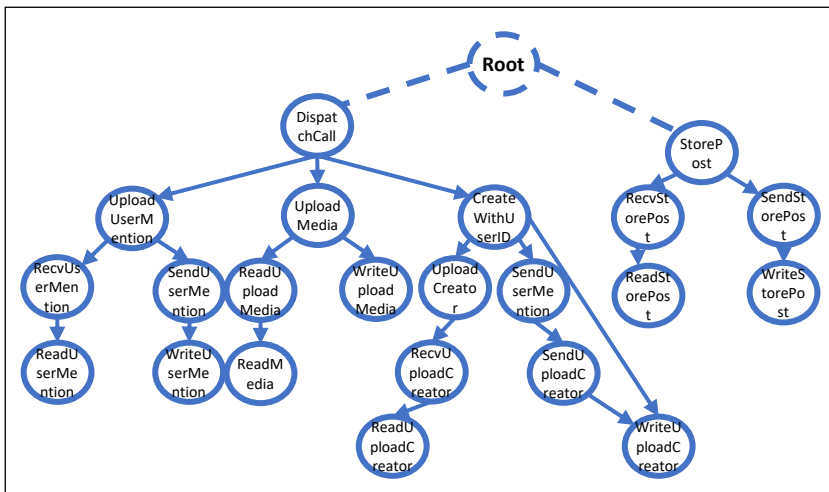 Root
Dispat
chCall
StoreP
ost
Upload
UserM
ention
Upload
Media
Create
WithU
serID
RecvSt
orePos
t
SendSt
orePos
t
RecvUs
erMen
tion
SendU
serMe
ntion
ReadU
pload
Media
WriteU
pload
Media
Upload
Creato
r
SendU
serMe
ntion
ReadSt
orePos
t
WriteS
torePo
st
ReadU
serMe
ntion
WriteU
serMe
ntion
ReadM
edia
RecvU
ploadC
reator
SendU
ploadC
reator
ReadU
ploadC
reator
WriteU
ploadC
reator